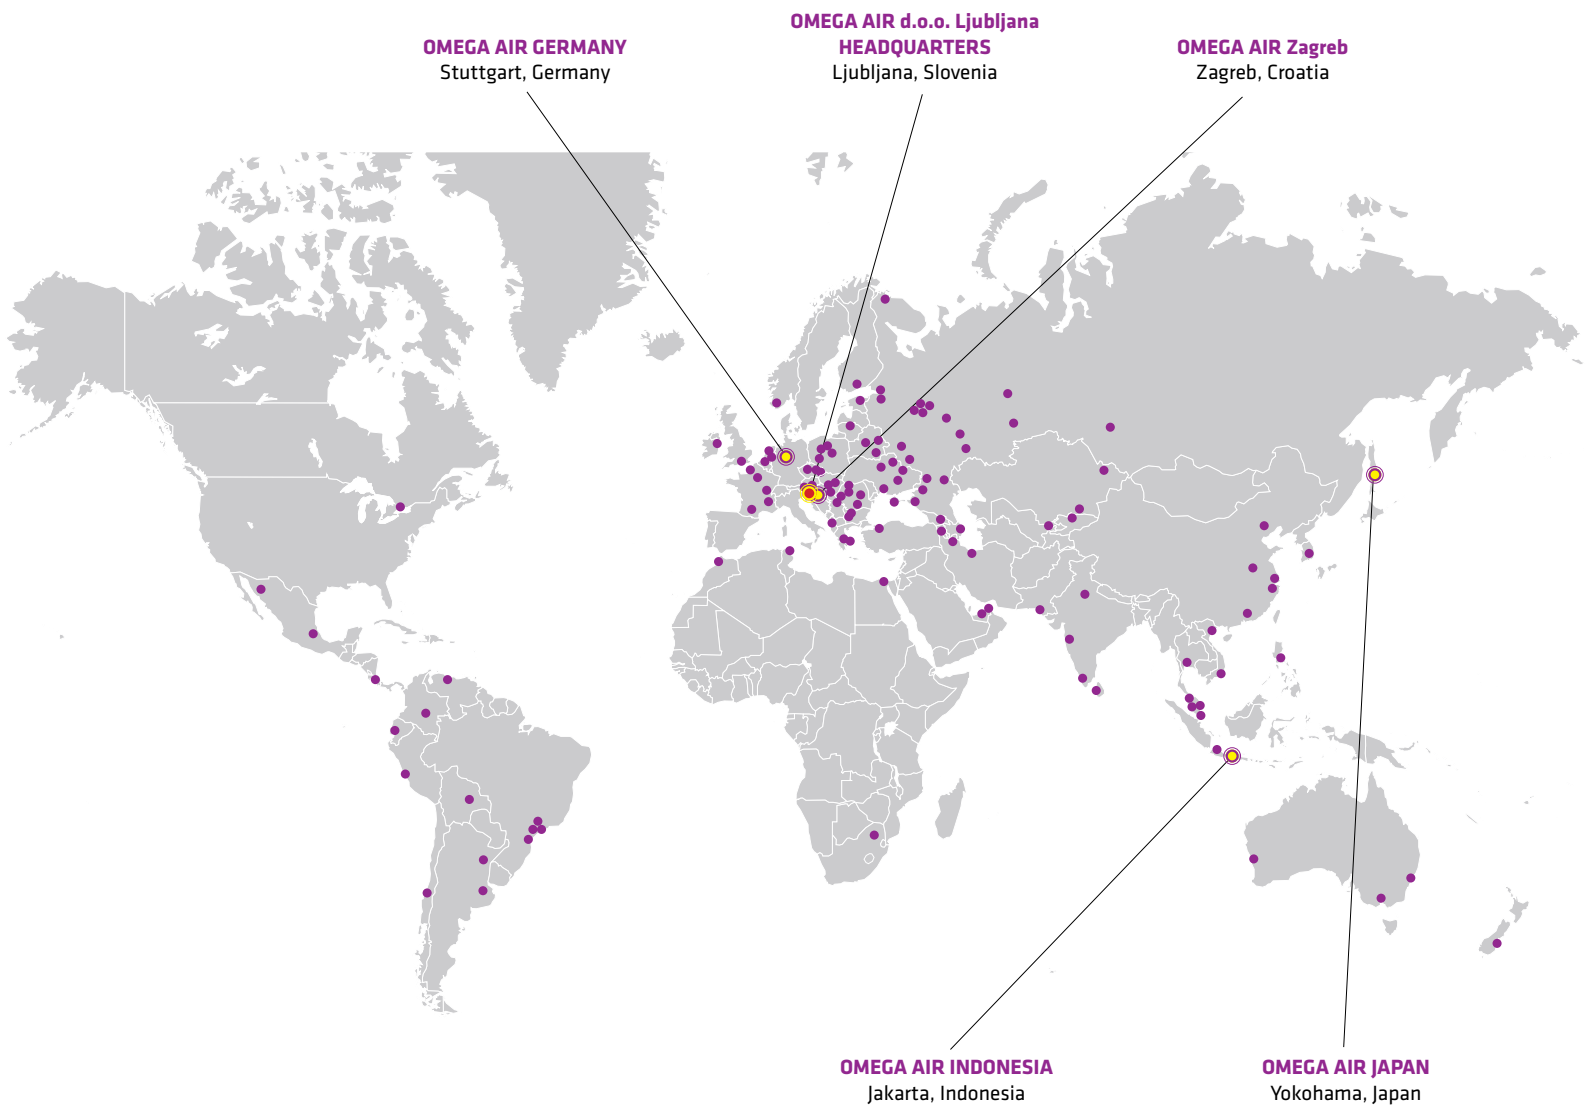 OMEGA AIR GERMANY
Stuttgart, Germany
OMEGA AIR d.o.o. Ljubljana
HEADQUARTERS
Ljubljana, Slovenia
OMEGA AIR Zagreb
Zagreb, Croatia
OMEGA AIR INDONESIA
Jakarta, Indonesia
OMEGA AIR JAPAN
Yokohama, Japan